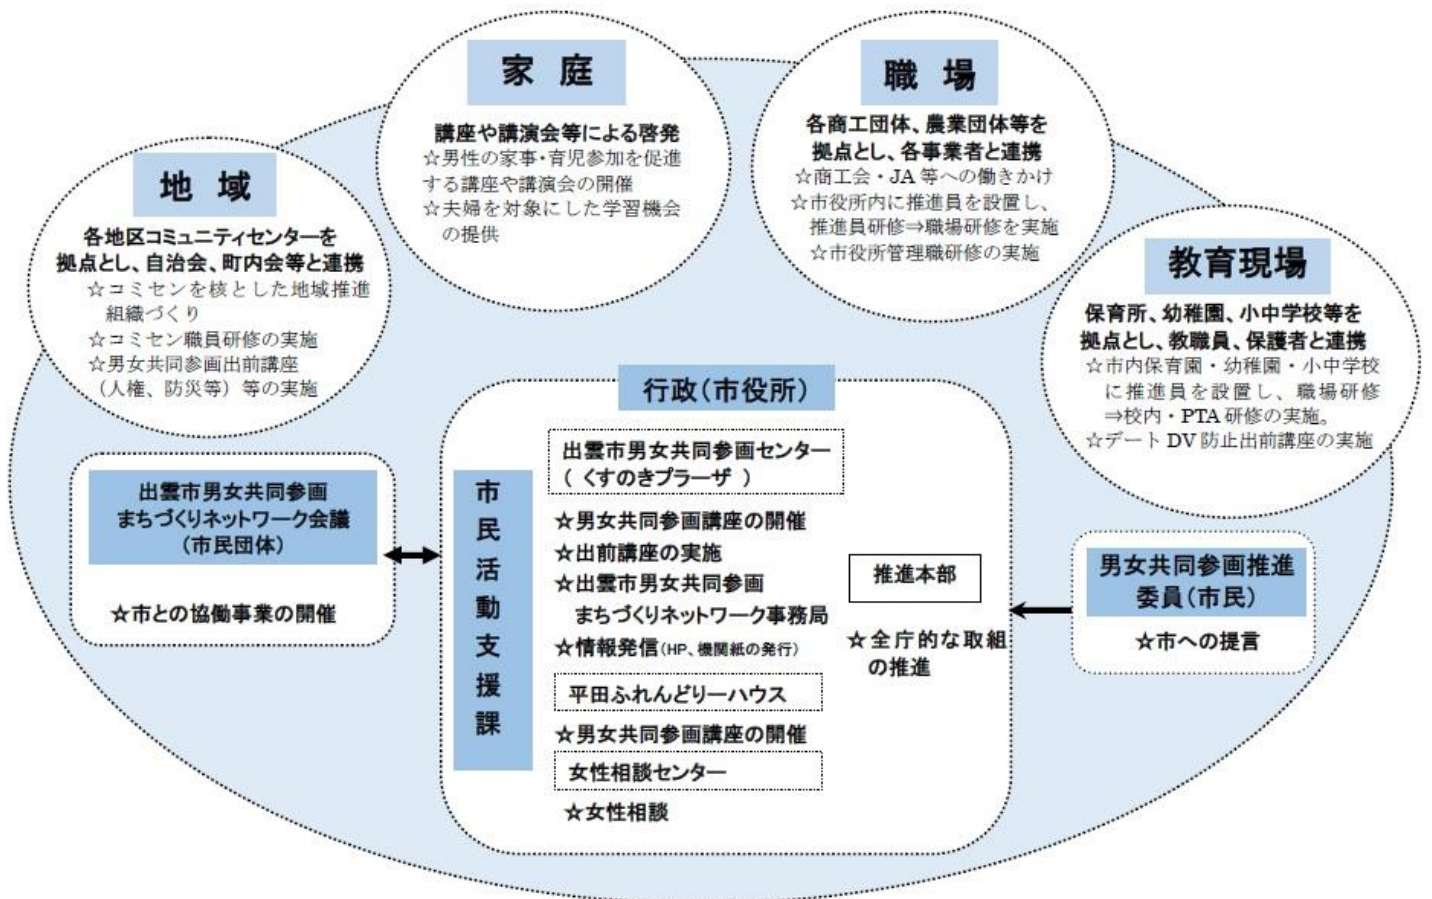 家 庭
講座や講演会等による啓発
☆男性の家事・育児参加を促進
する講座や講演会の開催
☆夫婦を対象にした学習機会
の提供
職 場
各商工団体、農業団体等を
拠点とし、各事業者と連携
☆商工会・JA 等への働きかけ
☆市役所内に推進員を設置し、
推進員研修⇒職場研修を実施
☆市役所管理職研修の実施
地 域
各地区コミュニティセンターを
拠点とし、自治会、町内会等と連携
☆コミセンを核とした地域推進
組織づくり
☆コミセン職員研修の実施
☆男女共同参画出前講座
（人権、防災等）等の実施
教育現場
保育所、幼稚園、小中学校等を
拠点とし、教職員、保護者と連携
☆市内保育園・幼稚園・小中学校
に推進員を設置し、職場研修
⇒校内・PTA 研修の実施。
☆デート DV 防止出前講座の実施
行政（市役所）
出雲市男女共同参画
まちづくりネットワーク会議
（市民団体）
☆市との協働事業の開催
市民活動支援課
出雲市男女共同参画センター
（ くすのきプラーザ ）
☆男女共同参画講座の開催
☆出前講座の実施
☆出雲市男女共同参画
まちづくりネットワーク事務局
☆情報発信（HP、機関紙の発行）
平田ふれんどりーハウス
☆男女共同参画講座の開催
女性相談センター
☆女性相談
推進本部
☆全庁的な取組
の推進
男女共同参画推進
委員（市民）
☆市への提言